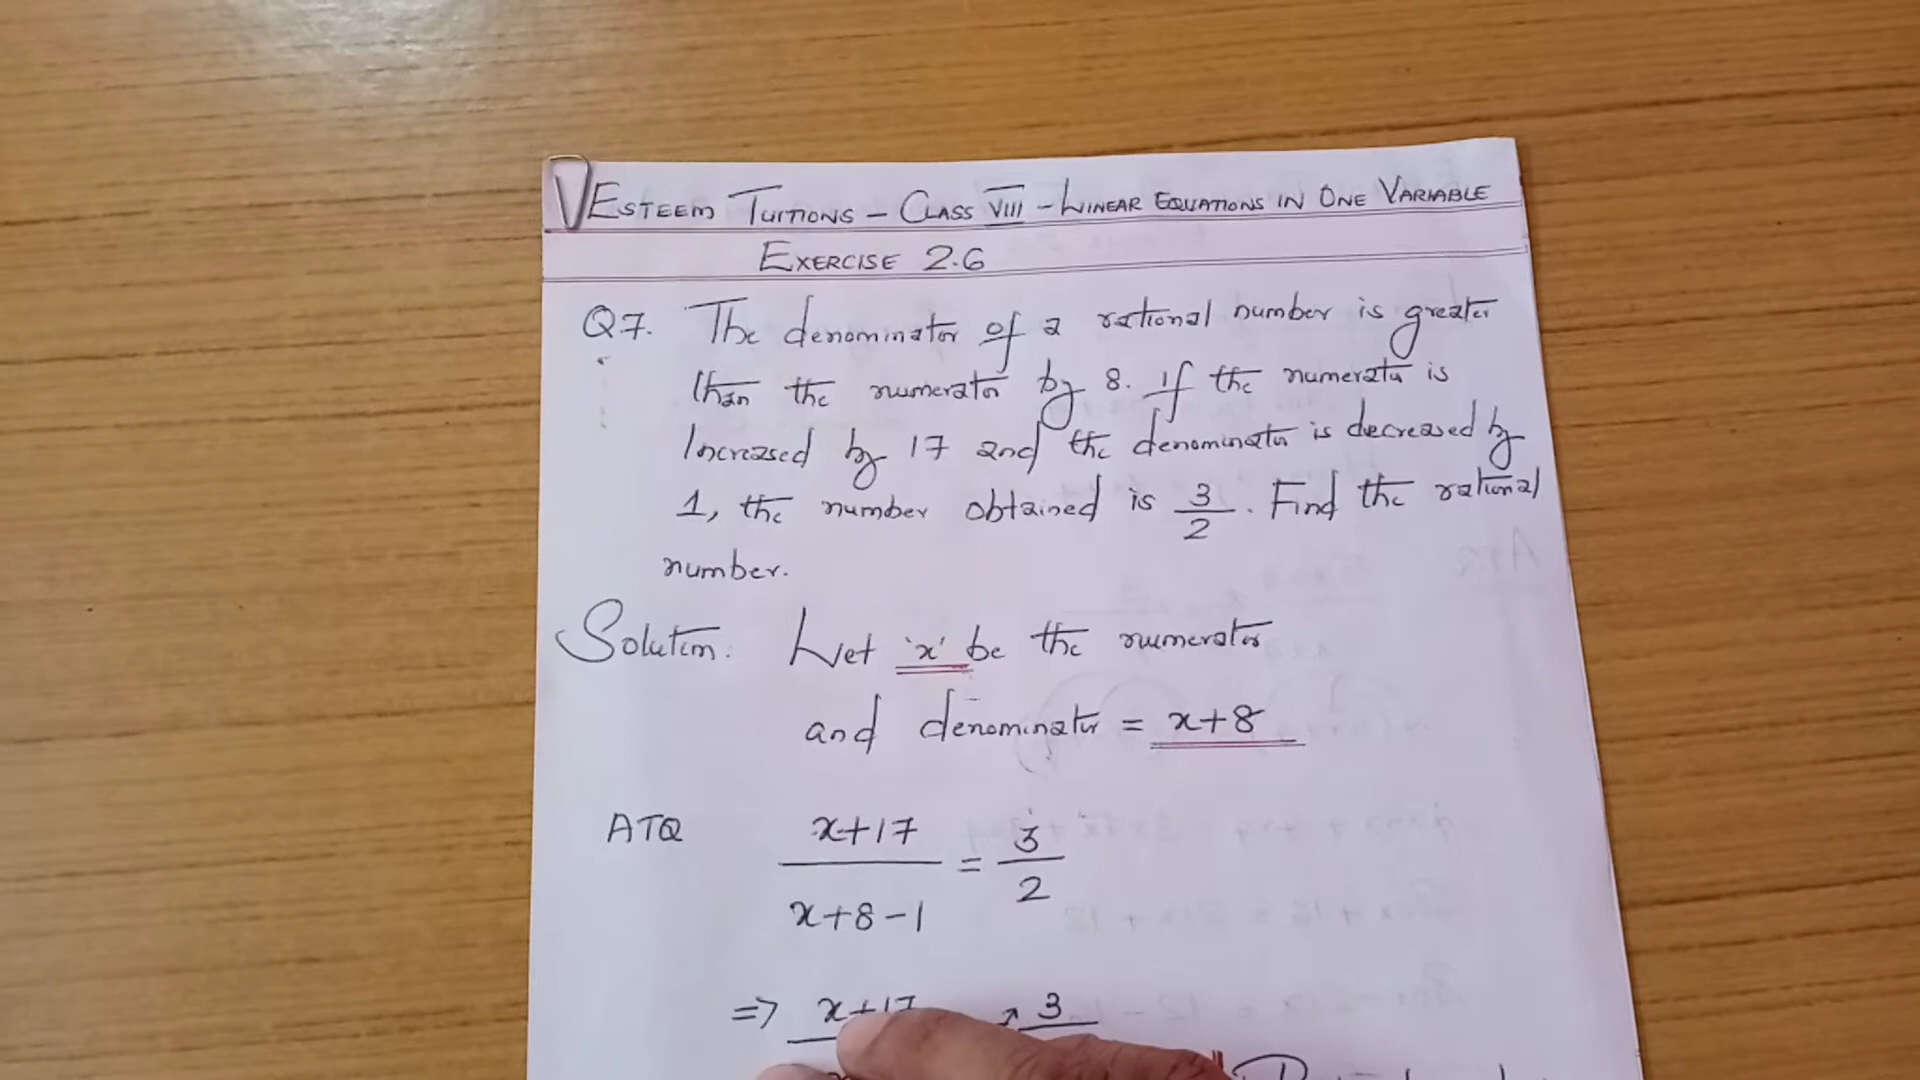 ESTEEM TUITIONS - CLASS VIII - LINEAR EQUATIONS IN ONE VARIABLE
EXERCISE 2.6
Q7. The denominator of a rational number is greater
than the numerator by 8. If the numerator is
Increased by 17 and the denominator is decreased by
1, the number obtained is 3/2. Find the rational
number.
Solution: Let 'x' be the numerator
and denominator = x+8
ATQ x+17 / x+8-1 = 3/2
=> x+17 3